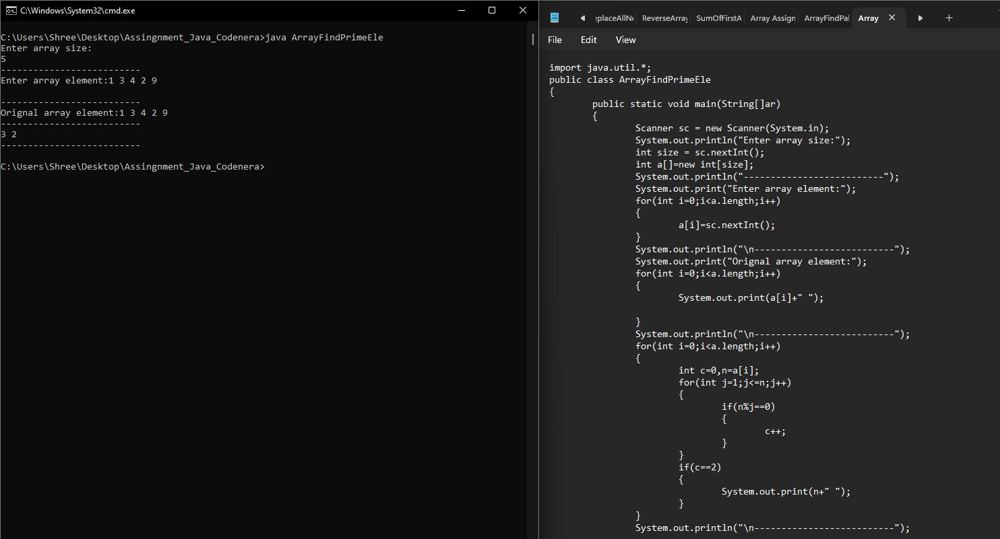 C:\Windows\System32\cmd.exe
C:\Users\Shree\Desktop\Assingnment_Java_Codenera>java ArrayFindPrimeEle
Enter array size:
5
--------------------------
Enter array element:1 3 4 2 9
--------------------------
Orignal array element:1 3 4 2 9
--------------------------
3 2
--------------------------
C:\Users\Shree\Desktop\Assingnment_Java_Codenera>
placeAllNe ReverseArray SumOfFirstA Array Assign ArrayFindPal Array
File Edit View
import java.util.*;
public class ArrayFindPrimeEle
{
public static void main(String[]ar)
{
Scanner sc = new Scanner(System.in);
System.out.println("Enter array size:");
int size = sc.nextInt();
int a[]=new int[size];
System.out.println("--------------------------");
System.out.print("Enter array element:");
for(int i=0;i<a.length;i++)
{
a[i]=sc.nextInt();
}
System.out.println("\n--------------------------");
System.out.print("Orignal array element:");
for(int i=0;i<a.length;i++)
{
System.out.print(a[i]+" ");
}
System.out.println("\n--------------------------");
for(int i=0;i<a.length;i++)
{
int c=0,n=a[i];
for(int j=1;j<=n;j++)
{
if(n%j==0)
{
c++;
}
}
if(c==2)
{
System.out.print(n+" ");
}
}
System.out.println("\n--------------------------");